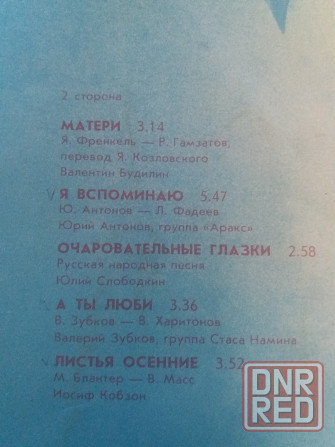 2 сторона
МАТЕРИ 3.14
Я. Френкель — Р. Гамзатов,
перевод Я. Козловского
Валентин Будилин
Я ВСПОМИНАЮ 5.47
Ю. Антонов — Л. Фадеев
Юрий Антонов, группа «Аракс»
ОЧАРОВАТЕЛЬНЫЕ ГЛАЗКИ 2.58
Русская народная песня
Юлий Слободкин
А ТЫ ЛЮБИ 3.36
В. Зубков — В. Харитонов
Валерий Зубков, группа Стаса Намина
ЛИСТЬЯ ОСЕННИЕ 3.52
М. Блантер — В. Масс
Иосиф Кобзон
DNR
RED